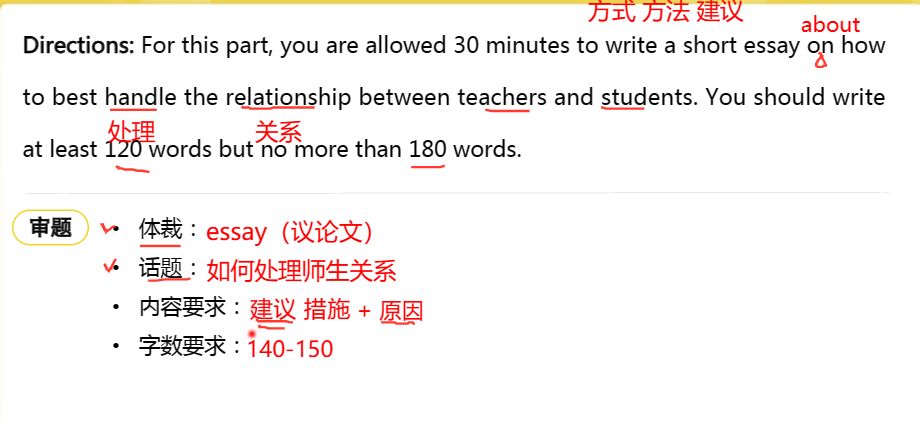 方式 方法 建议
about
Directions: For this part, you are allowed 30 minutes to write a short essay on how
to best handle the relationship between teachers and students. You should write
处理 关系
at least 120 words but no more than 180 words.
审题
• 体裁：essay（议论文）
• 话题：如何处理师生关系
• 内容要求：建议 措施 + 原因
• 字数要求：140-150